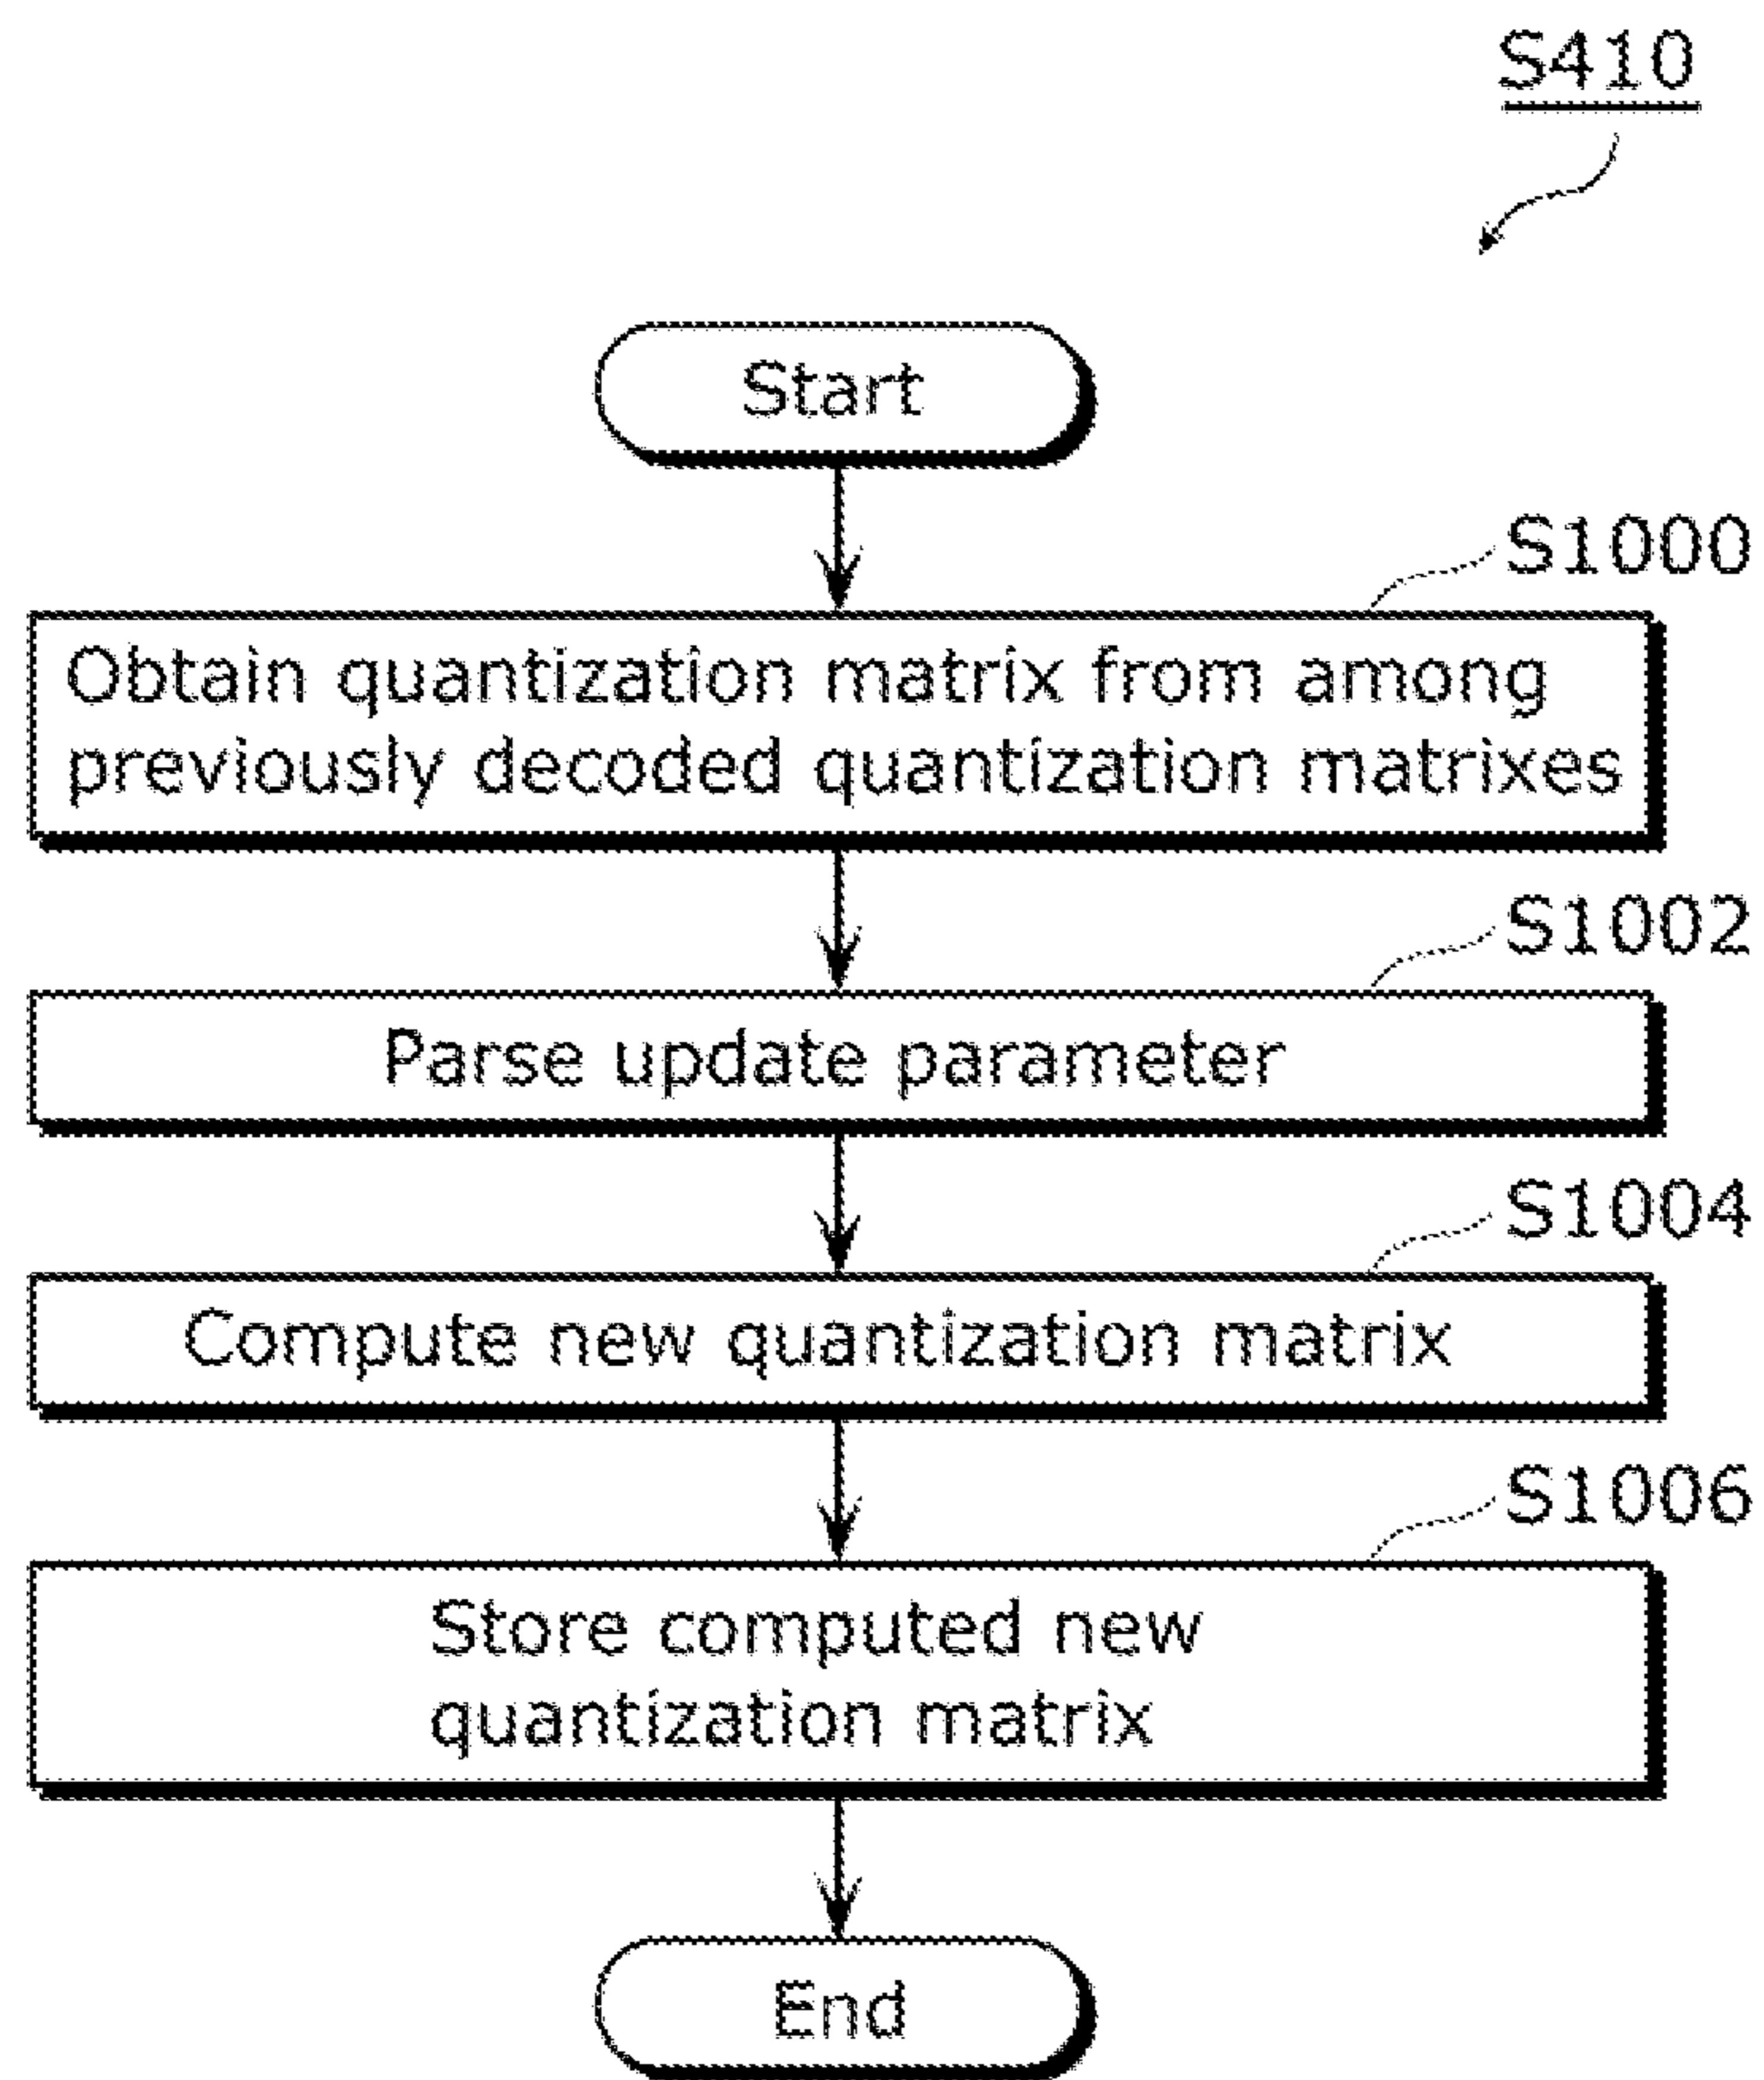 S410
Start
S1000
Obtain quantization matrix from among
previously decoded quantization matrixes
S1002
Parse update parameter
S1004
Compute new quantization matrix
S1006
Store computed new
quantization matrix
End